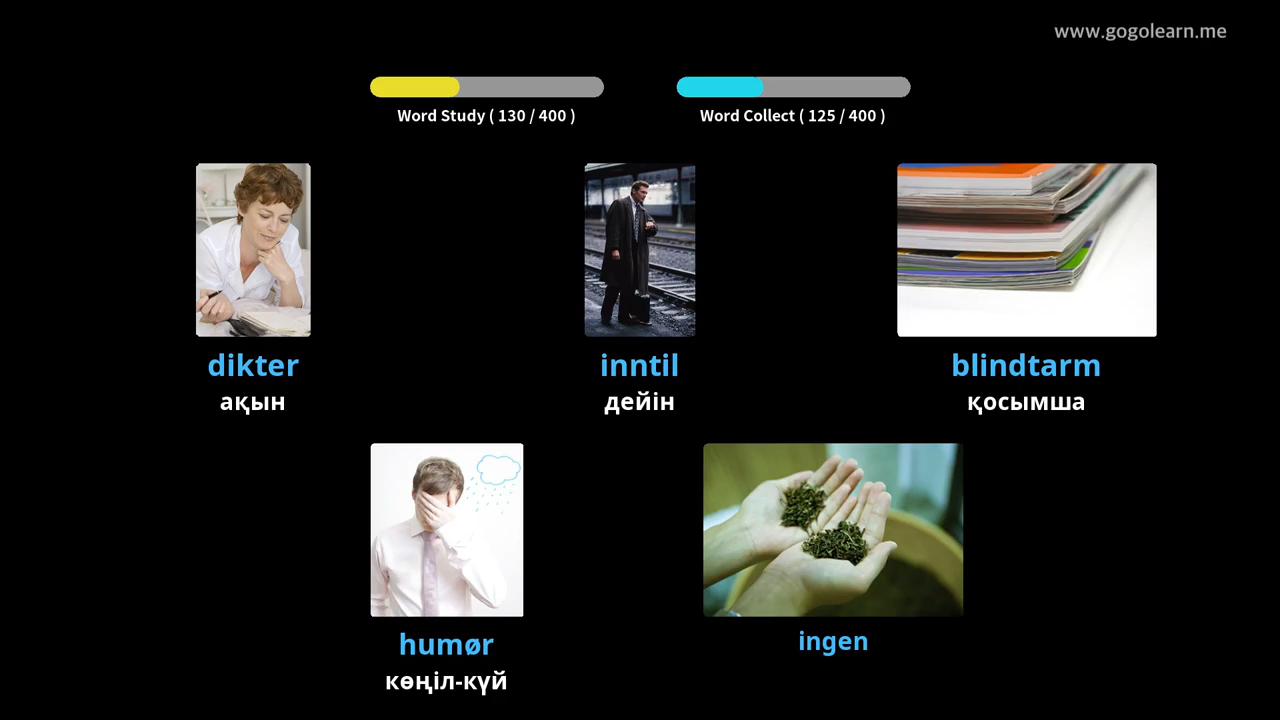 www.gogolearn.me
Word Study ( 130 / 400 )
Word Collect ( 125 / 400 )
dikter
ақын
inntil
дейін
blindtarm
қосымша
humør
көңіл-күй
ingen